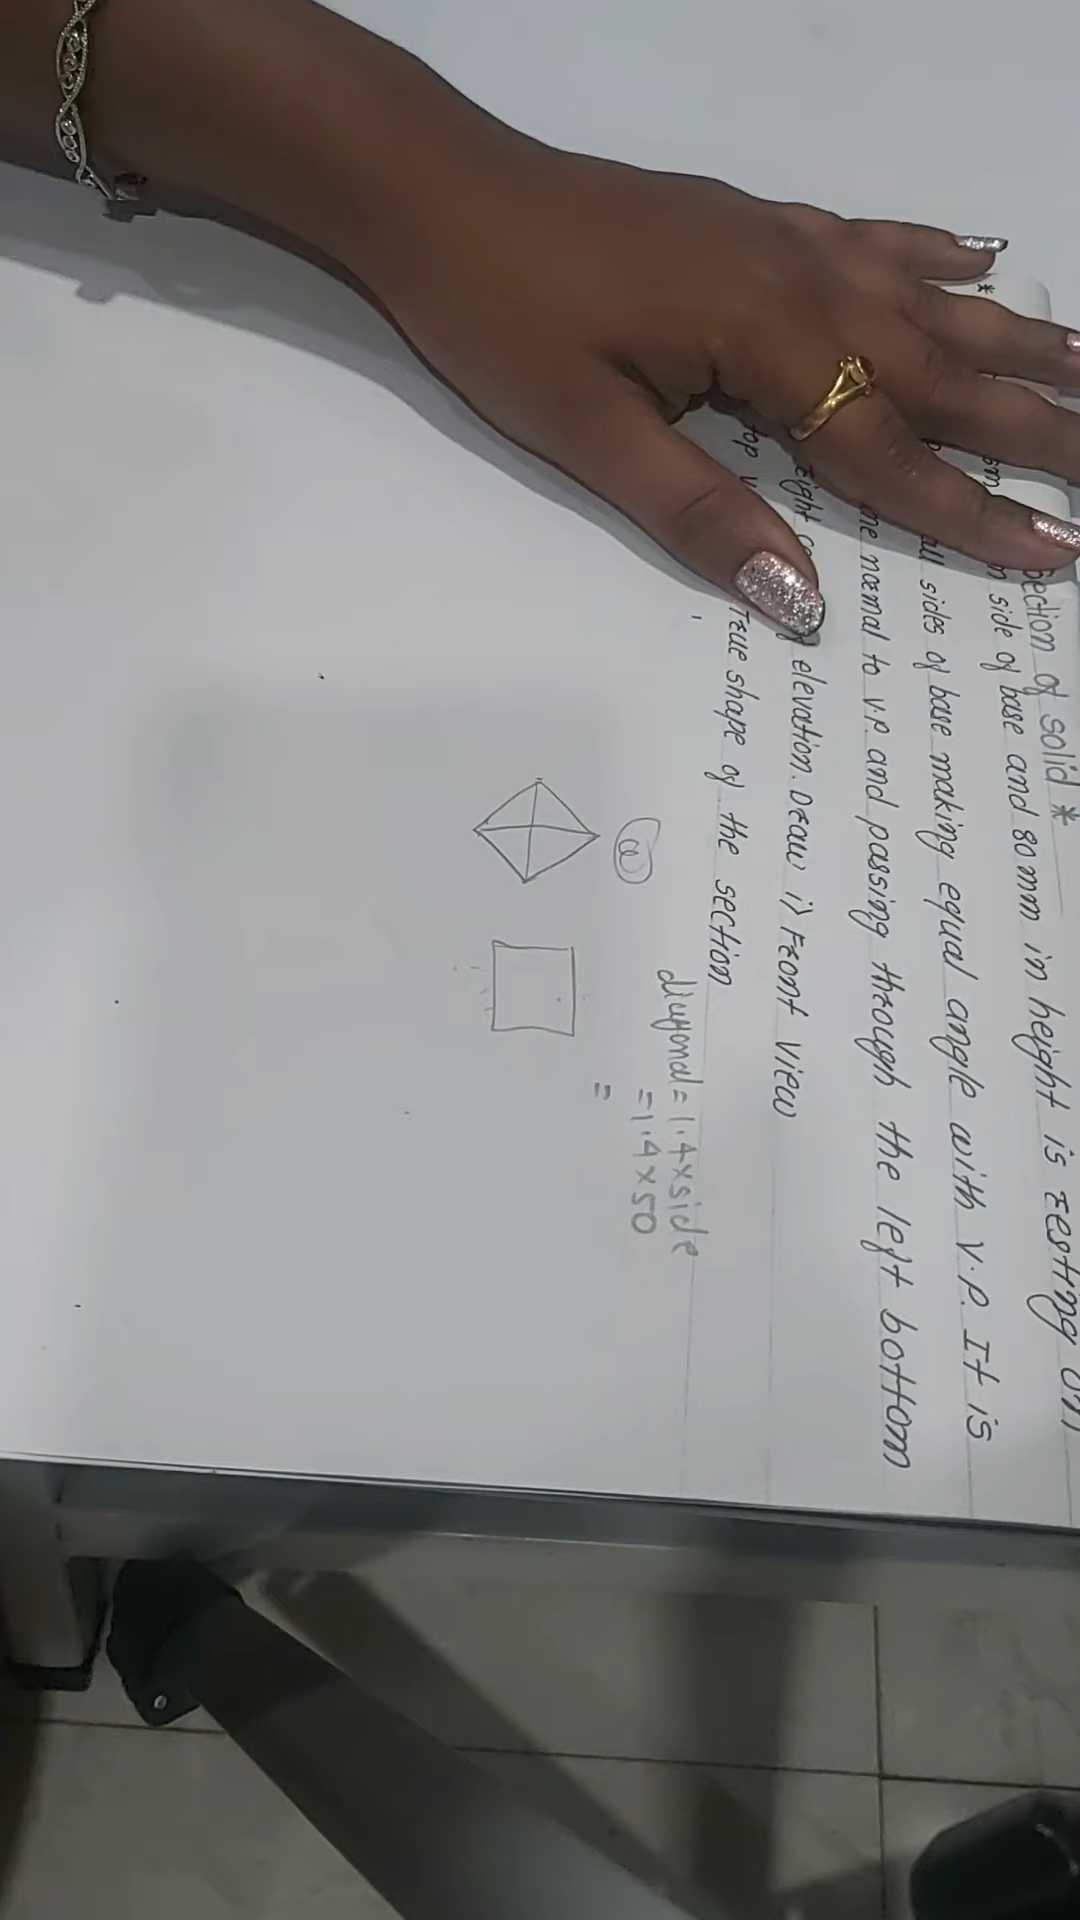 Section of solid *
side of base and 80 mm in height is resting on
all sides of base making equal angle with V.P. It is
normal to V.P. and passing through the left bottom
elevation. Draw i) Front view
top True shape of the section
diagonal = 1.4 x side
= 1.4 x 50
=